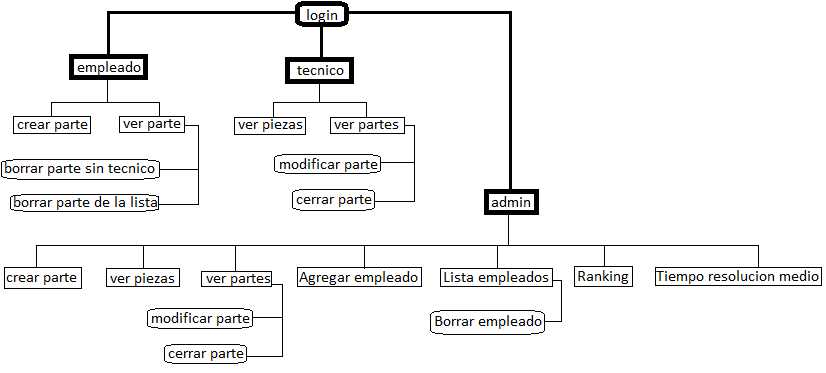 login
empleado
tecnico
crear parte
ver parte
ver piezas
ver partes
borrar parte sin tecnico
modificar parte
borrar parte de la lista
cerrar parte
admin
crear parte
ver piezas
ver partes
Agregar empleado
Lista empleados
Ranking
Tiempo resolucion medio
modificar parte
Borrar empleado
cerrar parte